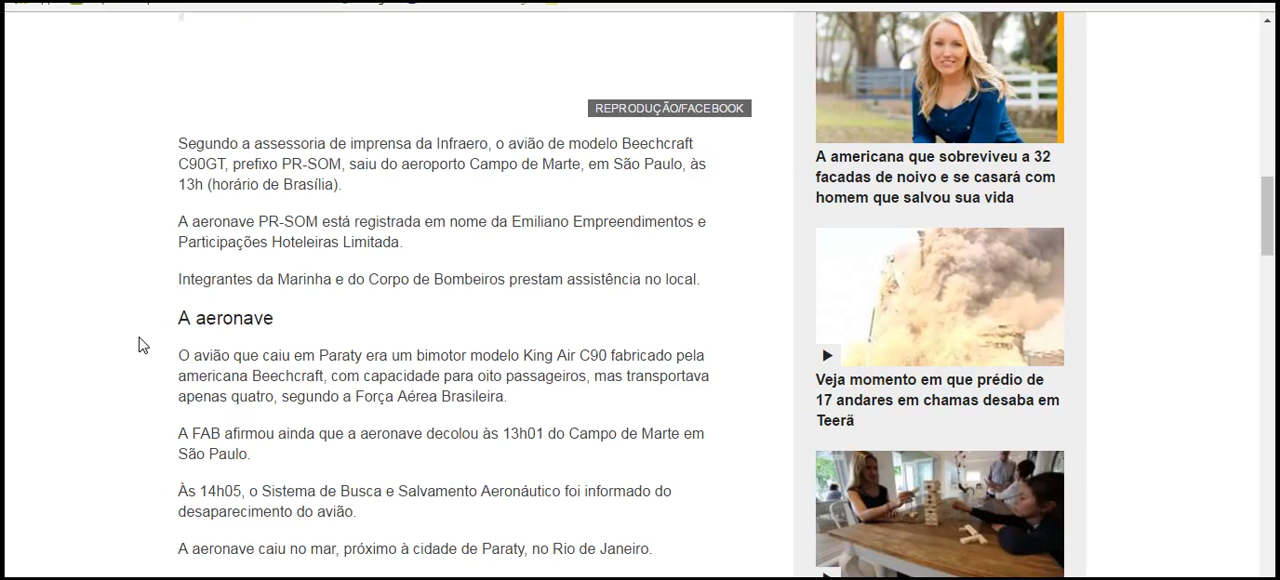 REPRODUÇÃO/FACEBOOK
Segundo a assessoria de imprensa da Infraero, o avião de modelo Beechcraft
C90GT, prefixo PR-SOM, saiu do aeroporto Campo de Marte, em São Paulo, às
13h (horário de Brasília).
A aeronave PR-SOM está registrada em nome da Emiliano Empreendimentos e
Participações Hoteleiras Limitada.
Integrantes da Marinha e do Corpo de Bombeiros prestam assistência no local.
A aeronave
O avião que caiu em Paraty era um bimotor modelo King Air C90 fabricado pela
americana Beechcraft, com capacidade para oito passageiros, mas transportava
apenas quatro, segundo a Força Aérea Brasileira.
A FAB afirmou ainda que a aeronave decolou às 13h01 do Campo de Marte em
São Paulo.
Às 14h05, o Sistema de Busca e Salvamento Aeronáutico foi informado do
desaparecimento do avião.
A aeronave caiu no mar, próximo à cidade de Paraty, no Rio de Janeiro.
A americana que sobreviveu a 32
facadas de noivo e se casará com
homem que salvou sua vida
Veja momento em que prédio de
17 andares em chamas desaba em
Teerã